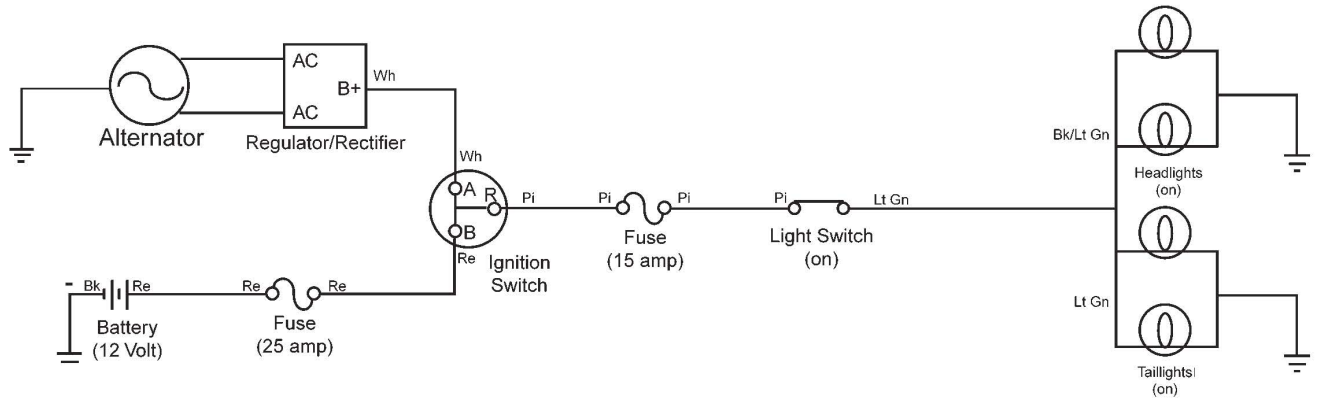 AC
B+
AC
Wh
Alternator
Regulator/Rectifier
Wh
A
R
B
Re
Pi
Pi
Pi
Pi
Lt Gn
Ignition
Switch
Fuse
(15 amp)
Light Switch
(on)
Bk/Lt Gn
Headlights
(on)
Lt Gn
Taillights
(on)
-
Bk
Re
Re
Re
Battery
(12 Volt)
Fuse
(25 amp)